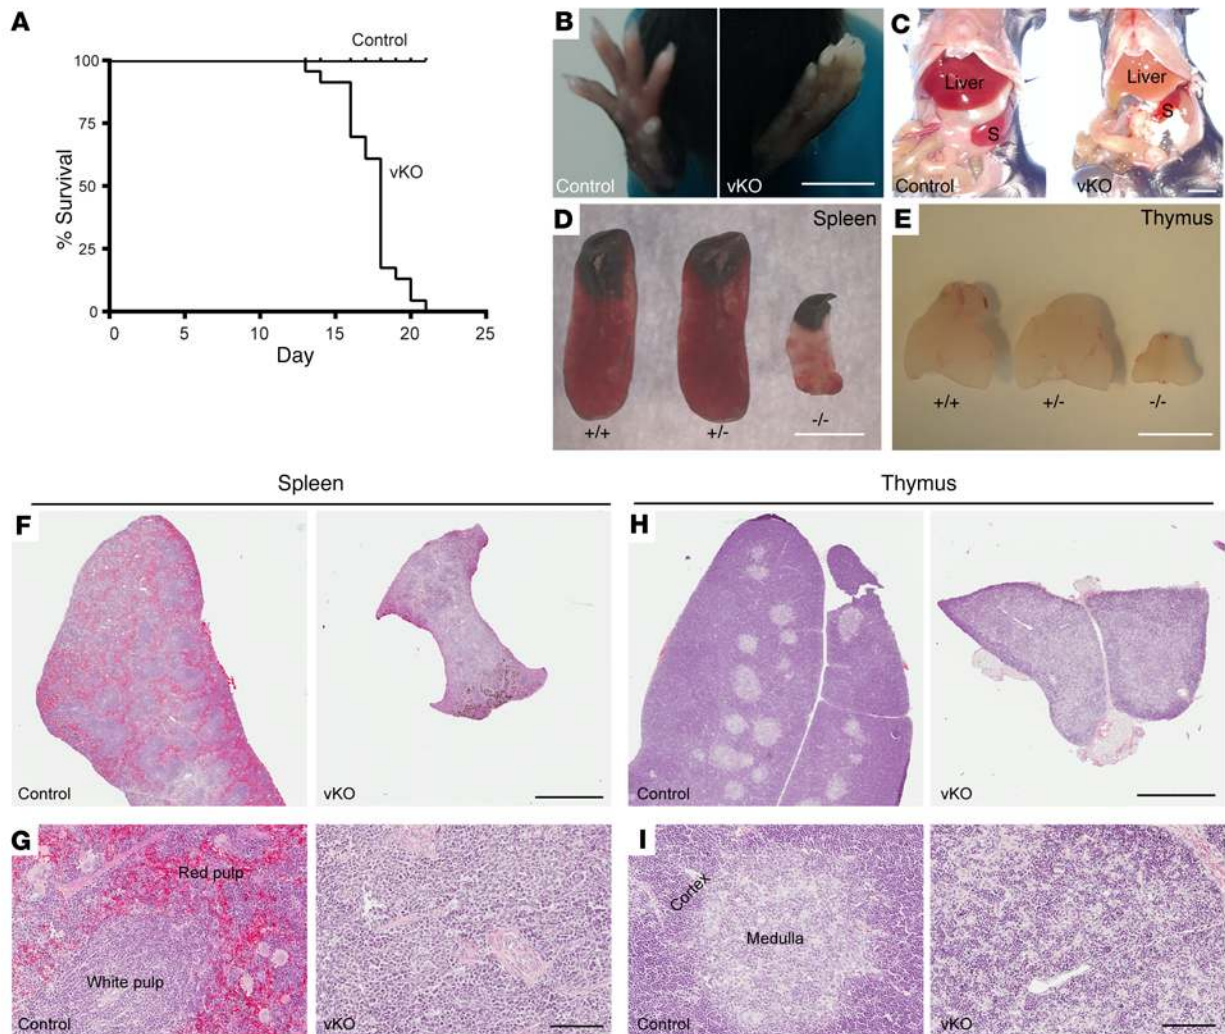 A
Control
100
75
50
25
0
% Survival
vKO
0 5 10 15 20 25
Day
B
Control
vKO
C
Liver
S
Control
Liver
S
vKO
D
Spleen
+/+
+/-
-/-
E
Thymus
+/+
+/-
-/-
Spleen
Thymus
F
Control
vKO
H
Control
vKO
G
Red pulp
White pulp
Control
vKO
I
Cortex
Medulla
Control
vKO